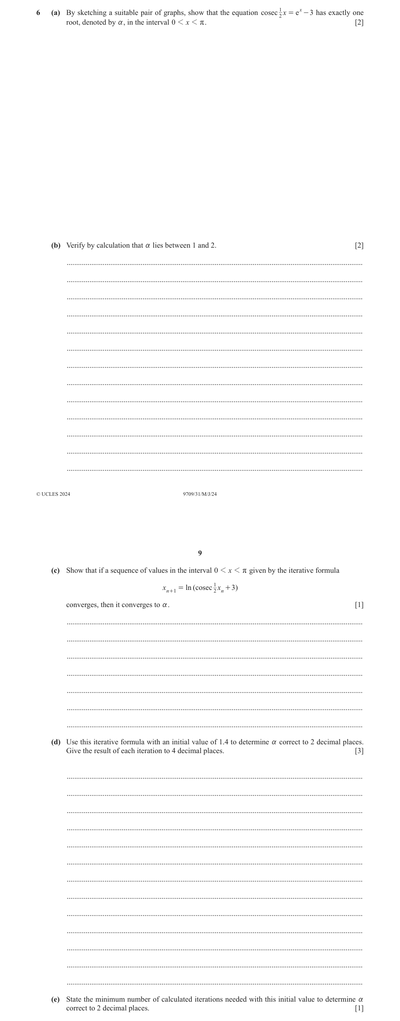 6 (a) By sketching a suitable pair of graphs, show that the equation cosec ½x = eˣ − 3 has exactly one
root, denoted by α, in the interval 0 < x < π. [2]
(b) Verify by calculation that α lies between 1 and 2. [2]
© UCLES 2024 9709/31/M/J/24
9
(c) Show that if a sequence of values in the interval 0 < x < π given by the iterative formula
xₙ₊₁ = ln (cosec ½xₙ + 3)
converges, then it converges to α. [1]
(d) Use this iterative formula with an initial value of 1.4 to determine α correct to 2 decimal places.
Give the result of each iteration to 4 decimal places. [3]
(e) State the minimum number of calculated iterations needed with this initial value to determine α
correct to 2 decimal places. [1]